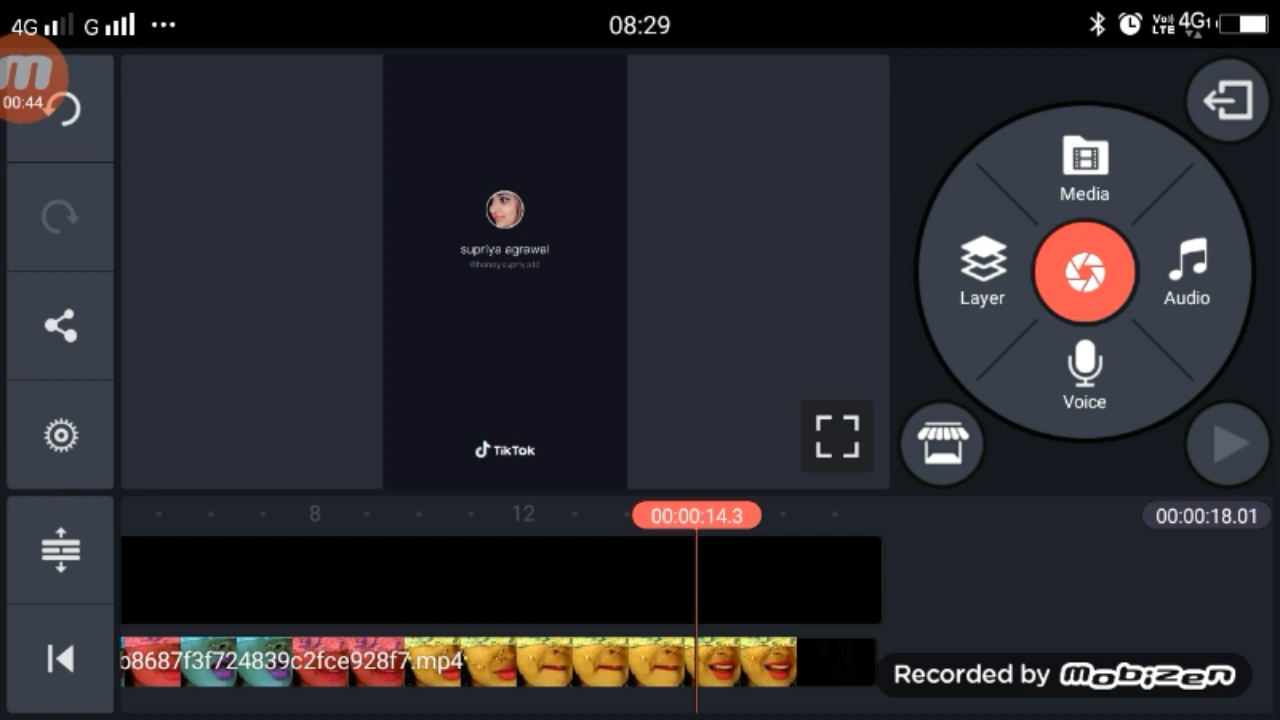 4G G ••• 08:29 Vo)) LTE 4G
m
00:44
Media
Layer
Audio
Voice
supriya agrawal
TikTok
8 12 00:00:14.3 00:00:18.01
b8687f3f724839c2fce928f7.mp4
Recorded by mobizen